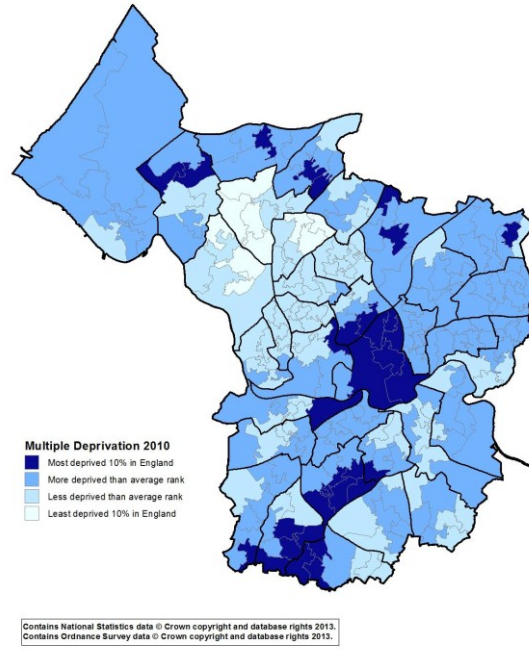 Multiple Deprivation 2010
Most deprived 10% in England
More deprived than average rank
Less deprived than average rank
Least deprived 10% in England
Contains National Statistics data © Crown copyright and database rights 2013.
Contains Ordnance Survey data © Crown copyright and database rights 2013.